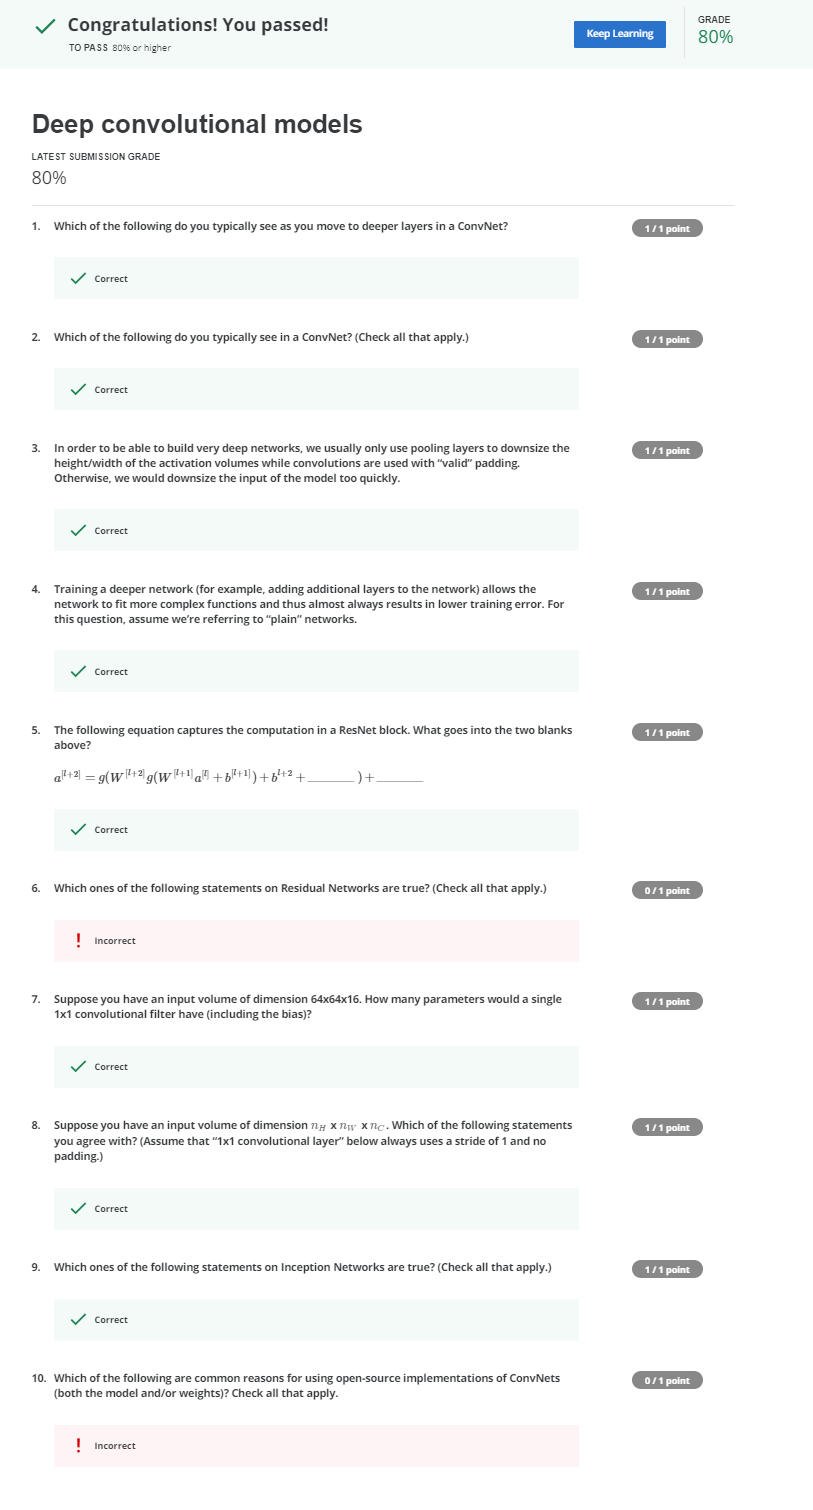 Congratulations! You passed!
TO PASS 80% or higher
Keep Learning
GRADE
80%
Deep convolutional models
LATEST SUBMISSION GRADE
80%
1. Which of the following do you typically see as you move to deeper layers in a ConvNet?
1 / 1 point
Correct
2. Which of the following do you typically see in a ConvNet? (Check all that apply.)
1 / 1 point
Correct
3. In order to be able to build very deep networks, we usually only use pooling layers to downsize the
height/width of the activation volumes while convolutions are used with “valid” padding.
Otherwise, we would downsize the input of the model too quickly.
1 / 1 point
Correct
4. Training a deeper network (for example, adding additional layers to the network) allows the
network to fit more complex functions and thus almost always results in lower training error. For
this question, assume we’re referring to “plain” networks.
1 / 1 point
Correct
5. The following equation captures the computation in a ResNet block. What goes into the two blanks
above?
1 / 1 point
a^{[l+2]} = g(W^{[l+2]} g(W^{[l+1]} a^{[l]} + b^{[l+1]}) + b^{l+2} + _______ ) + _______
Correct
6. Which ones of the following statements on Residual Networks are true? (Check all that apply.)
0 / 1 point
! Incorrect
7. Suppose you have an input volume of dimension 64x64x16. How many parameters would a single
1x1 convolutional filter have (including the bias)?
1 / 1 point
Correct
8. Suppose you have an input volume of dimension n_H x n_W x n_C. Which of the following statements
you agree with? (Assume that “1x1 convolutional layer” below always uses a stride of 1 and no
padding.)
1 / 1 point
Correct
9. Which ones of the following statements on Inception Networks are true? (Check all that apply.)
1 / 1 point
Correct
10. Which of the following are common reasons for using open-source implementations of ConvNets
(both the model and/or weights)? Check all that apply.
0 / 1 point
! Incorrect